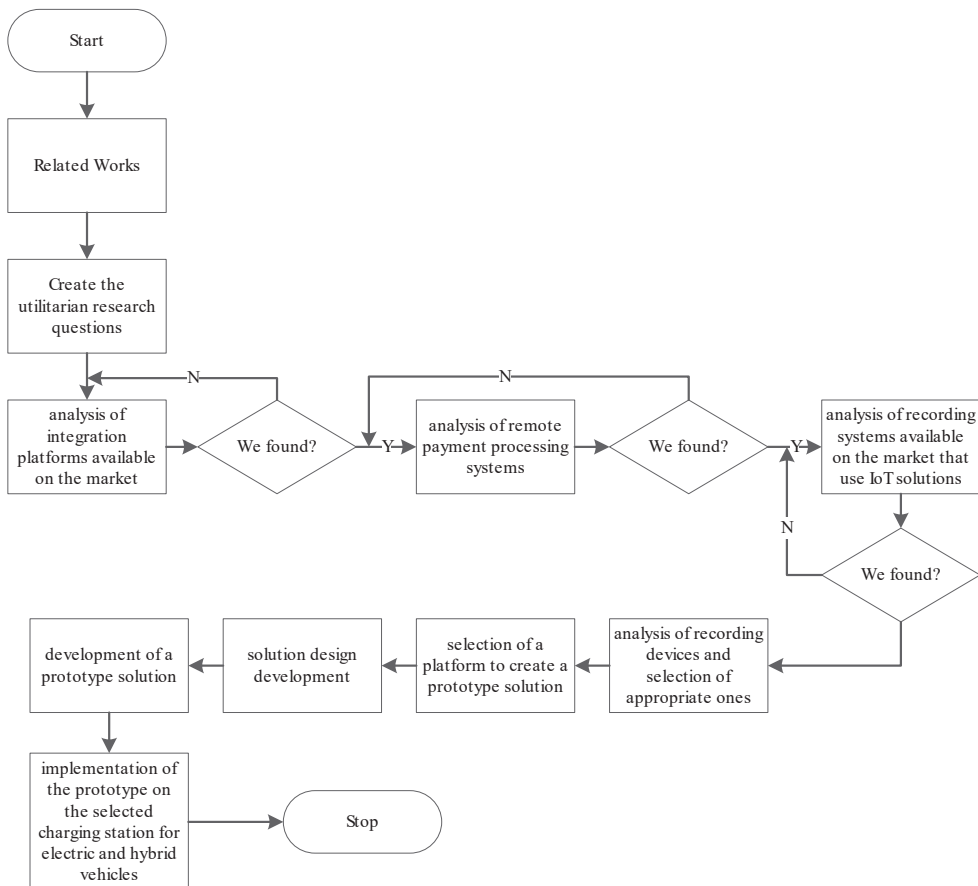 Start
Related Works
Create the
utilitarian research
questions
N
N
analysis of
integration
platforms available
on the market
We found?
Y
analysis of remote
payment processing
systems
We found?
Y
analysis of recording
systems available
on the market that
use IoT solutions
N
We found?
development of a
prototype solution
solution design
development
selection of a
platform to create a
prototype solution
analysis of recording
devices and
selection of
appropriate ones
implementation of
the prototype on
the selected
charging station for
electric and hybrid
vehicles
Stop